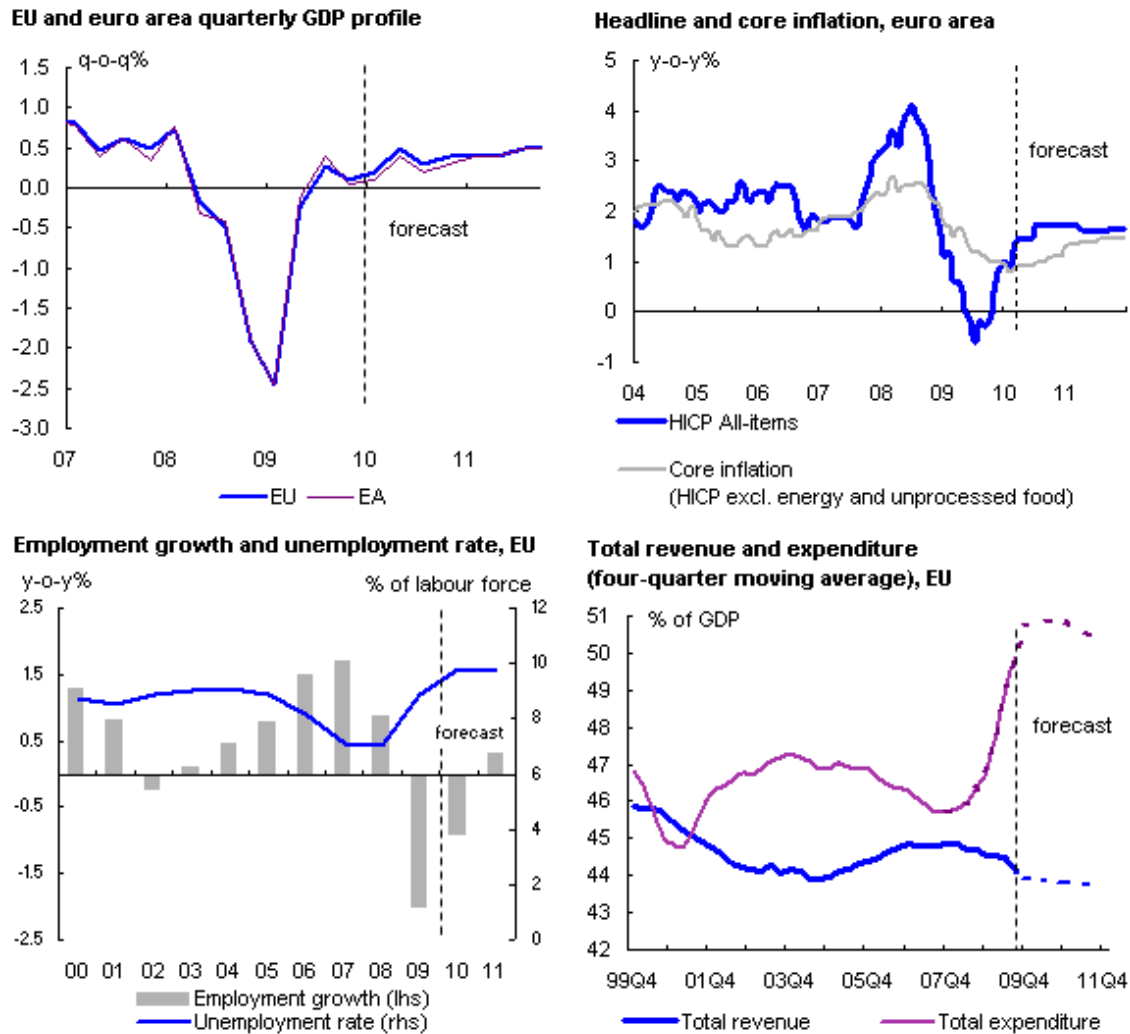 EU and euro area quarterly GDP profile
q-o-q%
1.5
1.0
0.5
0.0
-0.5
-1.0
-1.5
-2.0
-2.5
-3.0
forecast
07 08 09 10 11
EU EA
Headline and core inflation, euro area
y-o-y%
5
4
3
2
1
0
-1
forecast
04 05 06 07 08 09 10 11
HICP All-items
Core inflation
(HICP excl. energy and unprocessed food)
Employment growth and unemployment rate, EU
y-o-y% % of labour force
2.5
1.5
0.5
-0.5
-1.5
-2.5
12
10
8
6
4
2
0
forecast
00 01 02 03 04 05 06 07 08 09 10 11
Employment growth (lhs)
Unemployment rate (rhs)
Total revenue and expenditure
(four-quarter moving average), EU
% of GDP
51
50
51
48
47
46
45
44
43
42
forecast
99Q4 01Q4 03Q4 05Q4 07Q4 09Q4 11Q4
Total revenue Total expenditure